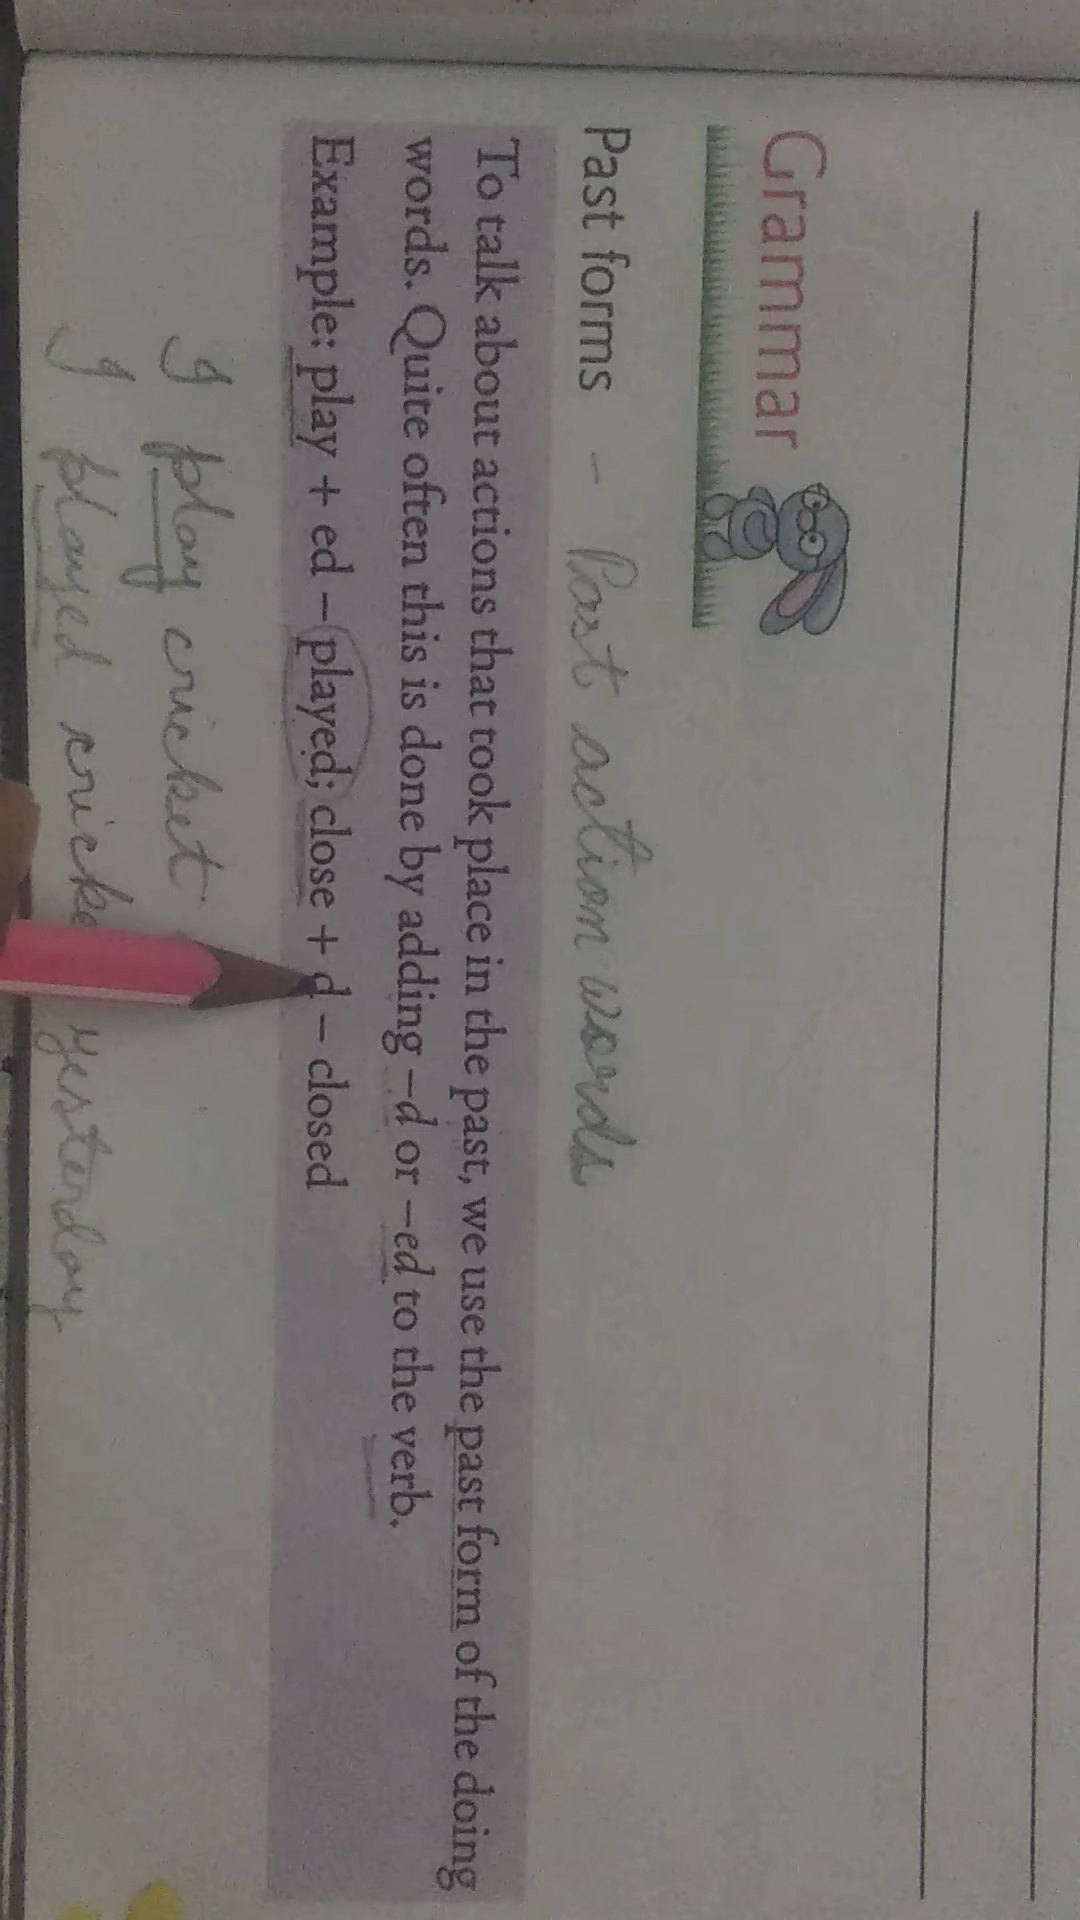 Grammar
Past forms - Past action words
To talk about actions that took place in the past, we use the past form of the doing
words. Quite often this is done by adding –d or –ed to the verb.
Example: play + ed – played; close + d – closed
I play cricket
I played cricke yesterday